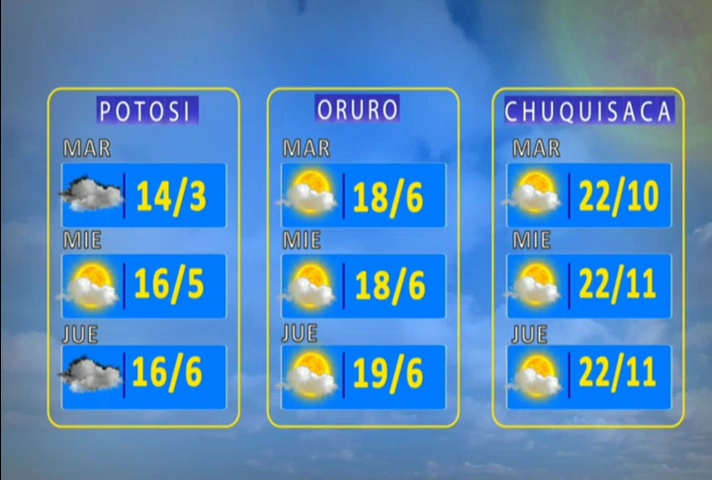 POTOSI
MAR
14/3
MIE
16/5
JUE
16/6
ORURO
MAR
18/6
MIE
18/6
JUE
19/6
CHUQUISACA
MAR
22/10
MIE
22/11
JUE
22/11